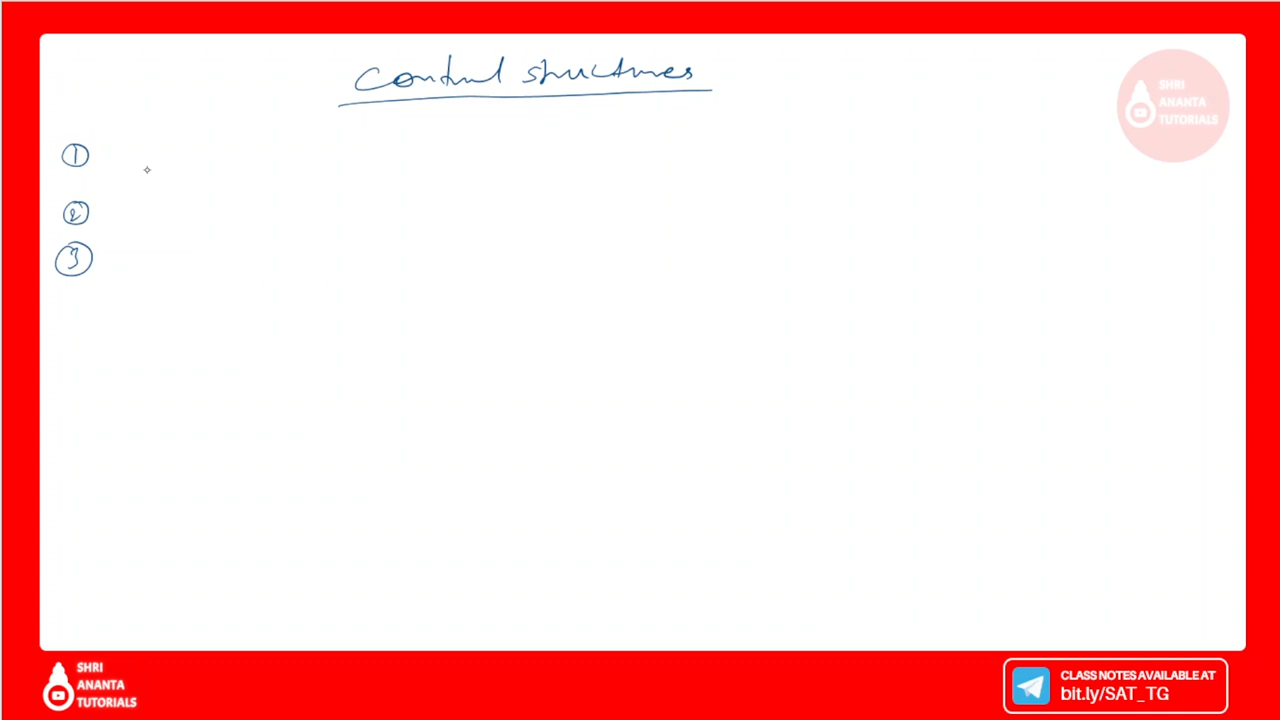 Control structures
SHRI
ANANTA
TUTORIALS
1
2
3
SHRI
ANANTA
TUTORIALS
CLASS NOTES AVAILABLE AT
bit.ly/SAT_TG